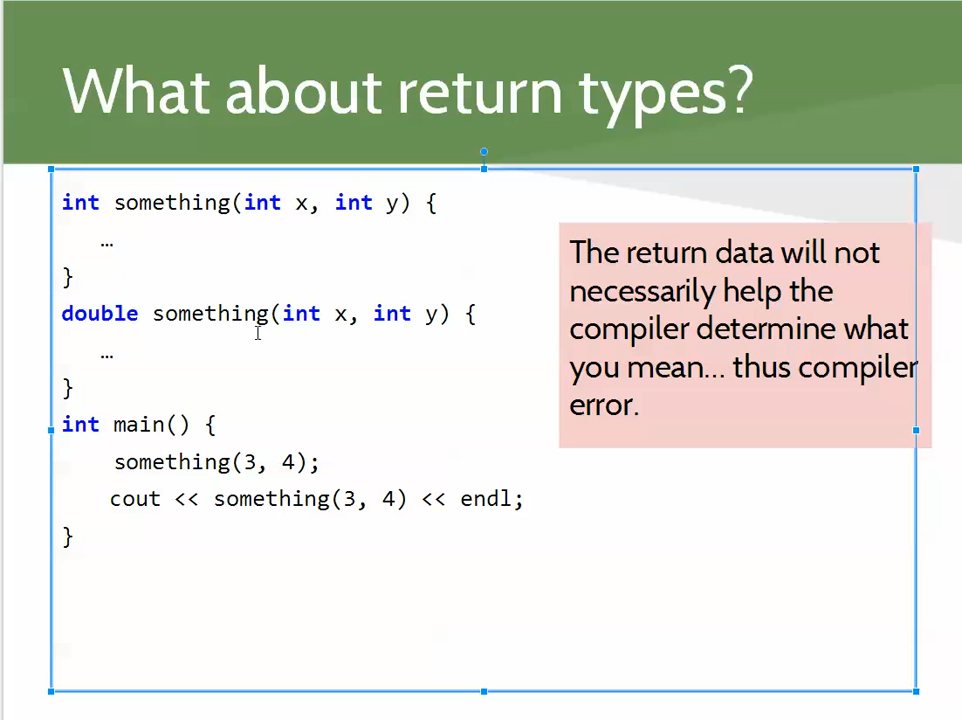 What about return types?
int something(int x, int y) {
…
}
double something(int x, int y) {
…
}
int main() {
something(3, 4);
cout << something(3, 4) << endl;
}
The return data will not
necessarily help the
compiler determine what
you mean... thus compiler
error.